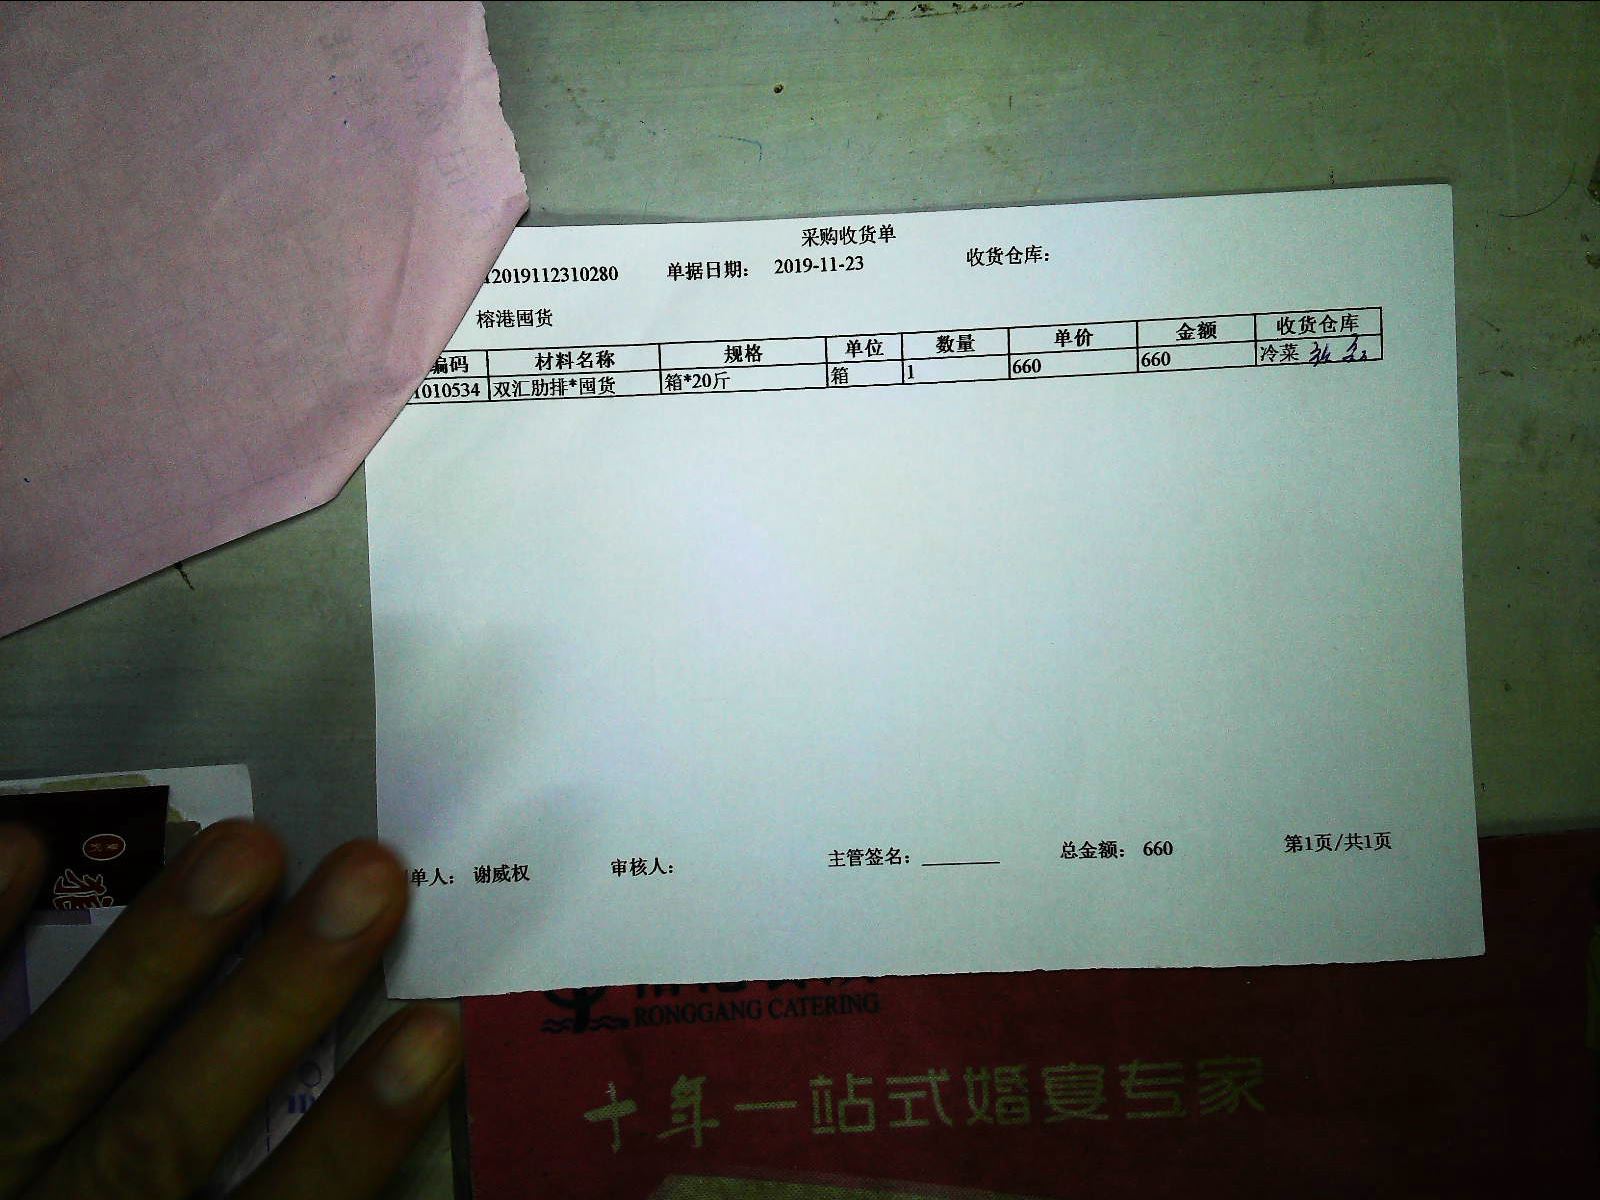 采购收货单
12019112310280 单据日期： 2019-11-23 收货仓库：
榕港囤货
编码 材料名称 规格 单位 数量 单价 金额 收货仓库
1010534 双汇肋排*囤货 箱*20斤 箱 1 660 660 冷菜
单人： 谢威权 审核人： 主管签名：________ 总金额： 660 第1页/共1页
RONGGANG CATERING
十年一站式婚宴专家